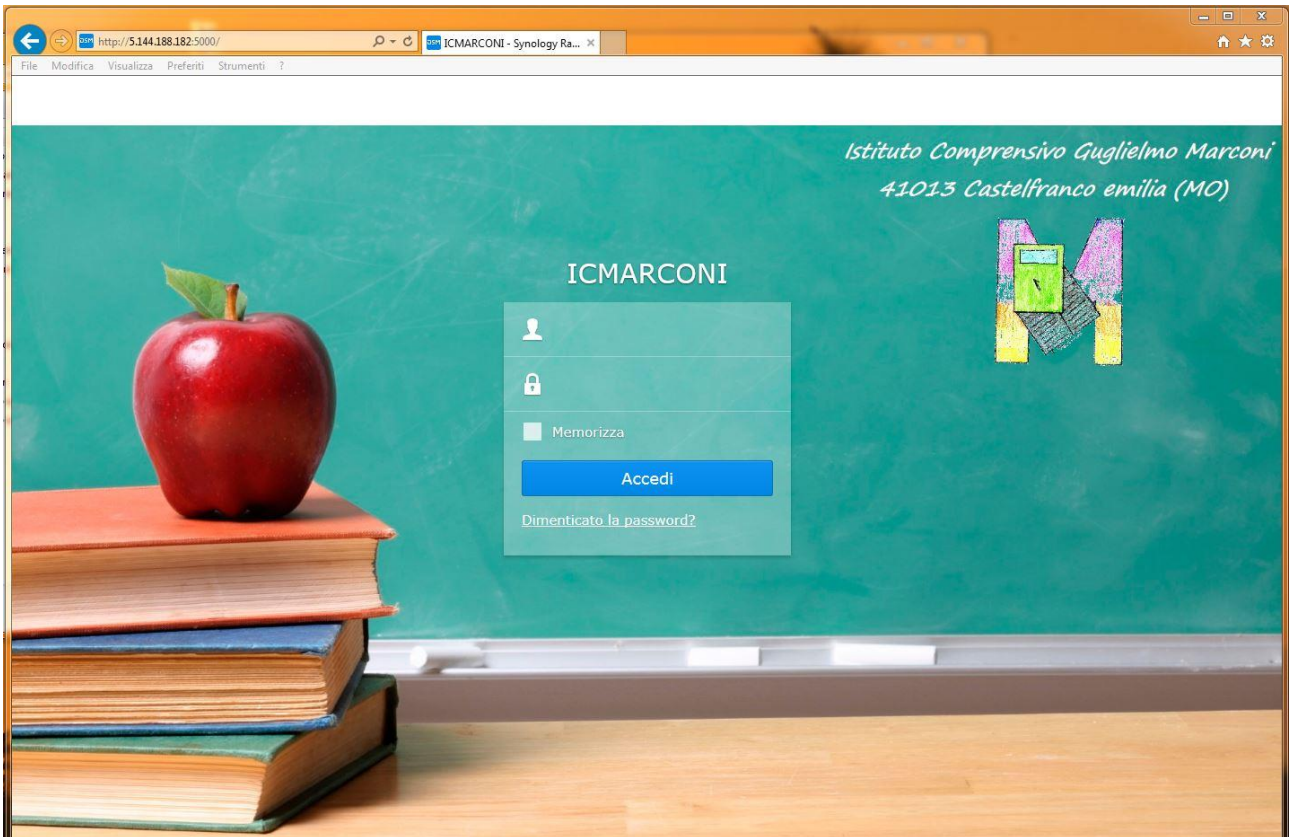 http://5.144.188.182:5000/
DSM ICMARCONI - Synology Ra...
File Modifica Visualizza Preferiti Strumenti ?
Istituto Comprensivo Guglielmo Marconi
41013 Castelfranco emilia (MO)
ICMARCONI
Memorizza
Accedi
Dimenticato la password?